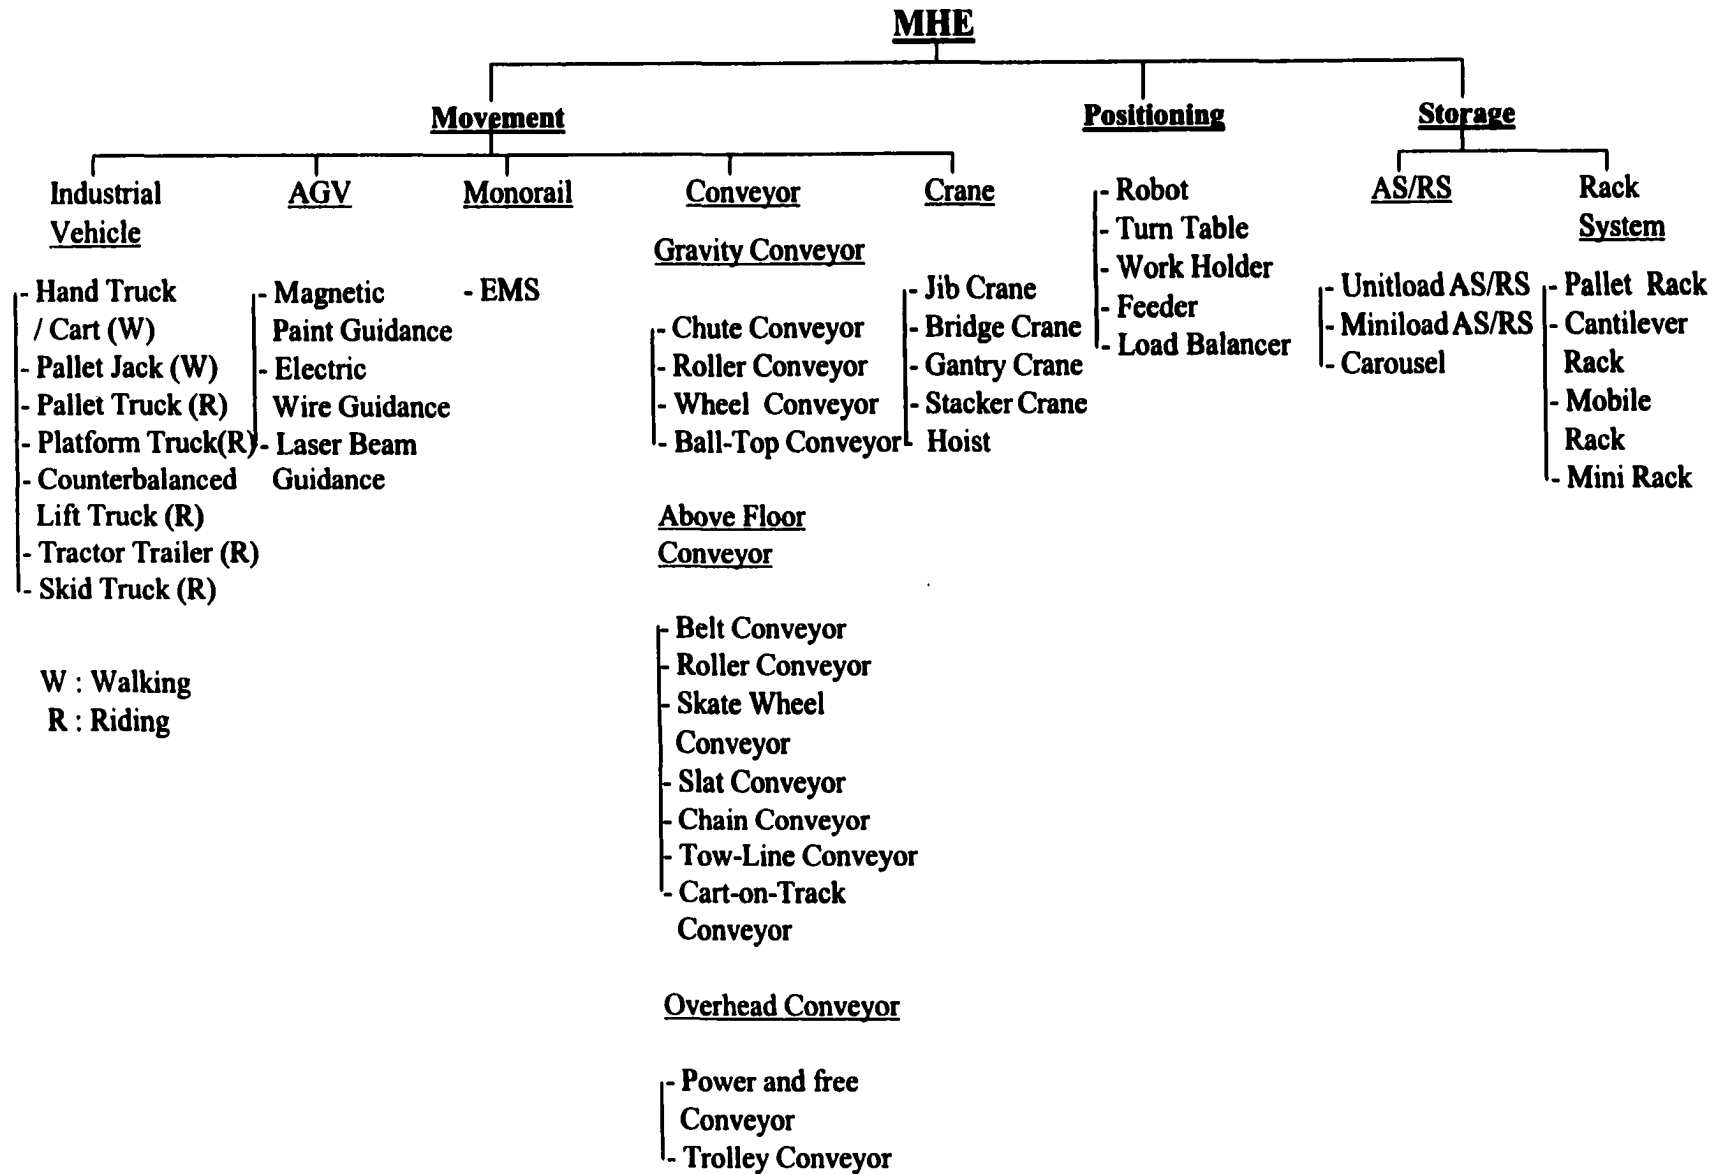 MHE
Movement
Positioning
Storage
Industrial
Vehicle
- Hand Truck
/ Cart (W)
- Pallet Jack (W)
- Pallet Truck (R)
- Platform Truck(R)
- Counterbalanced
Lift Truck (R)
- Tractor Trailer (R)
- Skid Truck (R)
W : Walking
R : Riding
AGV
- Magnetic
Paint Guidance
- Electric
Wire Guidance
- Laser Beam
Guidance
Monorail
- EMS
Conveyor
Gravity Conveyor
- Chute Conveyor
- Roller Conveyor
- Wheel Conveyor
- Ball-Top Conveyor
Above Floor
Conveyor
- Belt Conveyor
- Roller Conveyor
- Skate Wheel
Conveyor
- Slat Conveyor
- Chain Conveyor
- Tow-Line Conveyor
- Cart-on-Track
Conveyor
Overhead Conveyor
- Power and free
Conveyor
- Trolley Conveyor
Crane
- Jib Crane
- Bridge Crane
- Gantry Crane
- Stacker Crane
- Hoist
- Robot
- Turn Table
- Work Holder
- Feeder
- Load Balancer
AS/RS
- Unitload AS/RS
- Miniload AS/RS
- Carousel
Rack
System
- Pallet Rack
- Cantilever
Rack
- Mobile
Rack
- Mini Rack